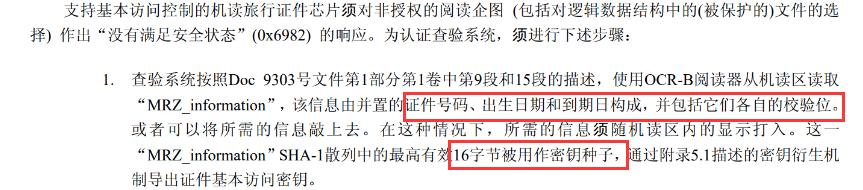 支持基本访问控制的机读旅行证件芯片须对非授权的阅读企图 (包括对逻辑数据结构中的(被保护的)文件的选
择) 作出“没有满足安全状态”(0x6982) 的响应。为认证查验系统，须进行下述步骤：
1. 查验系统按照Doc 9303号文件第1部分第1卷中第9段和15段的描述，使用OCR-B阅读器从机读区读取
“MRZ_information”，该信息由并置的证件号码、出生日期和到期日构成，并包括它们各自的校验位。
或者可以将所需的信息敲上去。在这种情况下，所需的信息须随机读区内的显示打入。这一
“MRZ_information”SHA-1散列中的最高有效16字节被用作密钥种子，通过附录5.1描述的密钥衍生机
制导出证件基本访问密钥。